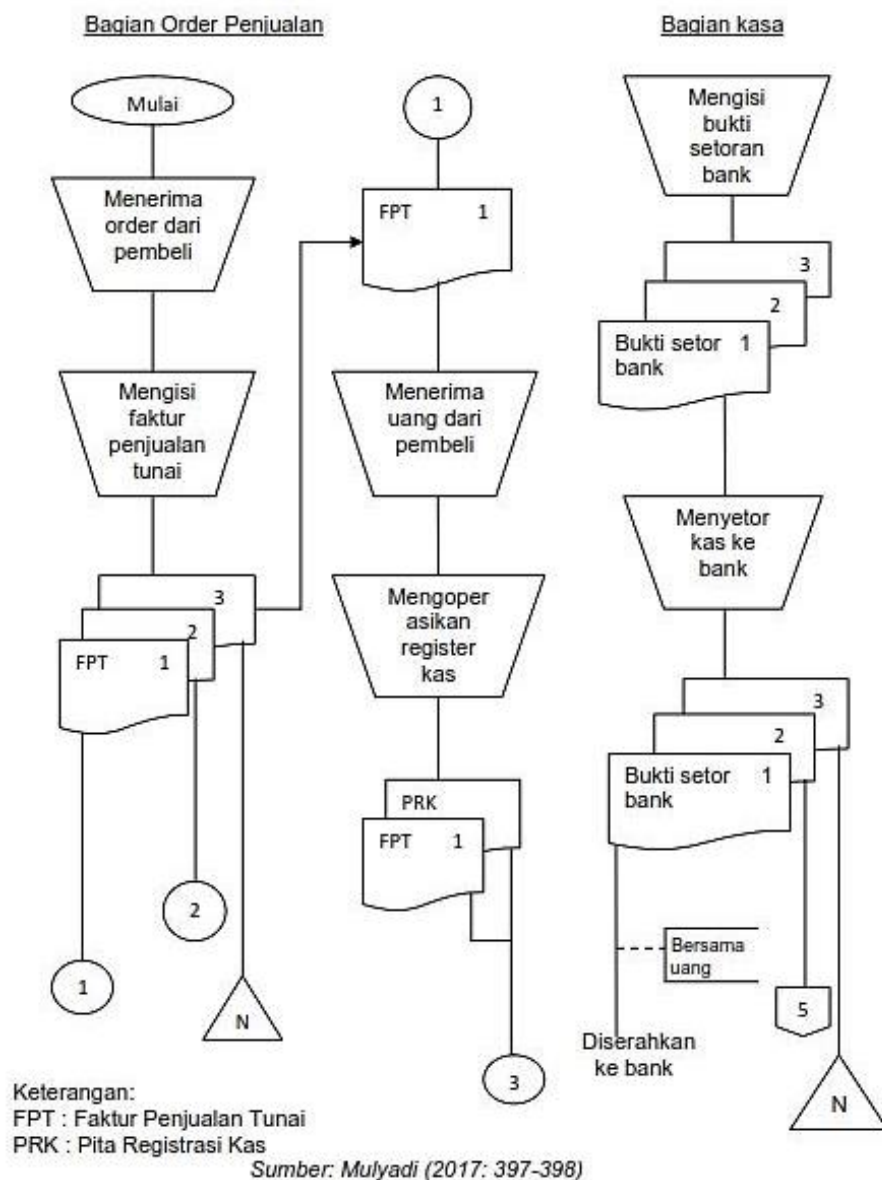 Bagian Order Penjualan
Mulai
Menerima
order dari
pembeli
Mengisi
faktur
penjualan
tunai
3
2
FPT 1
2
1
N
1
FPT 1
Menerima
uang dari
pembeli
Mengoper
asikan
register
kas
PRK
FPT 1
3
Bagian kasa
Mengisi
bukti
setoran
bank
3
2
Bukti setor 1
bank
Menyetor
kas ke
bank
3
2
Bukti setor 1
bank
Bersama
uang
5
Diserahkan
ke bank
N
Keterangan:
FPT : Faktur Penjualan Tunai
PRK : Pita Registrasi Kas
Sumber: Mulyadi (2017: 397-398)